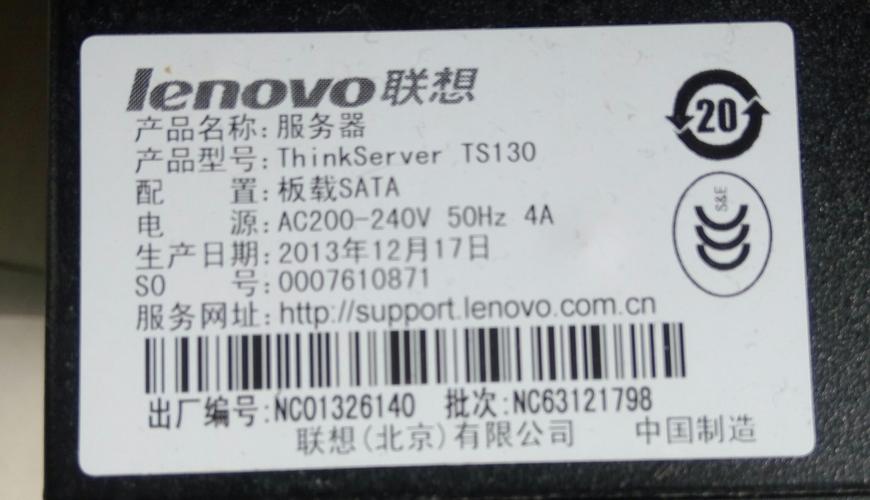 lenovo联想
产品名称:服务器
产品型号:ThinkServer TS130
配 置:板载SATA
电 源:AC200-240V 50Hz 4A
生产日期:2013年12月17日
SO 号:0007610871
服务网址:http://support.lenovo.com.cn
出厂编号:NC01326140 批次:NC63121798
联想(北京)有限公司 中国制造
20
S&E